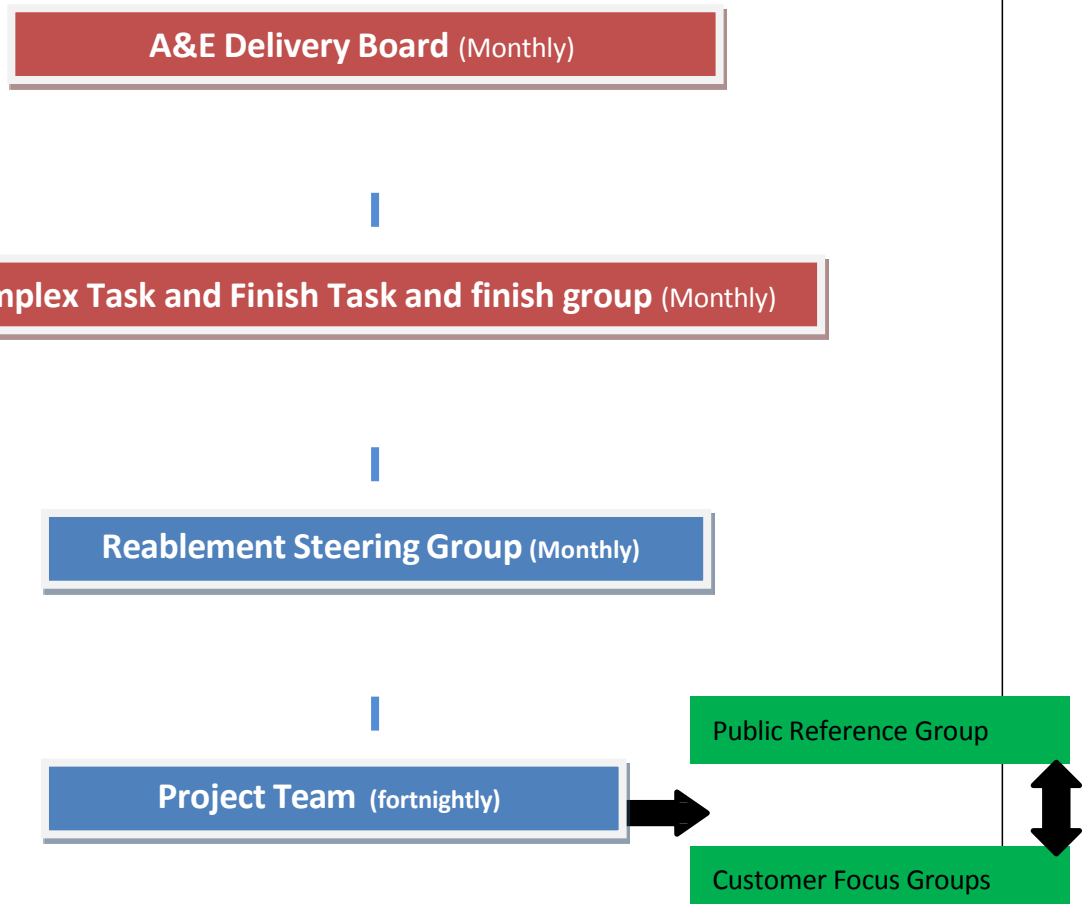 A&E Delivery Board (Monthly)
mplex Task and Finish Task and finish group (Monthly)
Reablement Steering Group (Monthly)
Public Reference Group
Project Team (fortnightly)
Customer Focus Groups